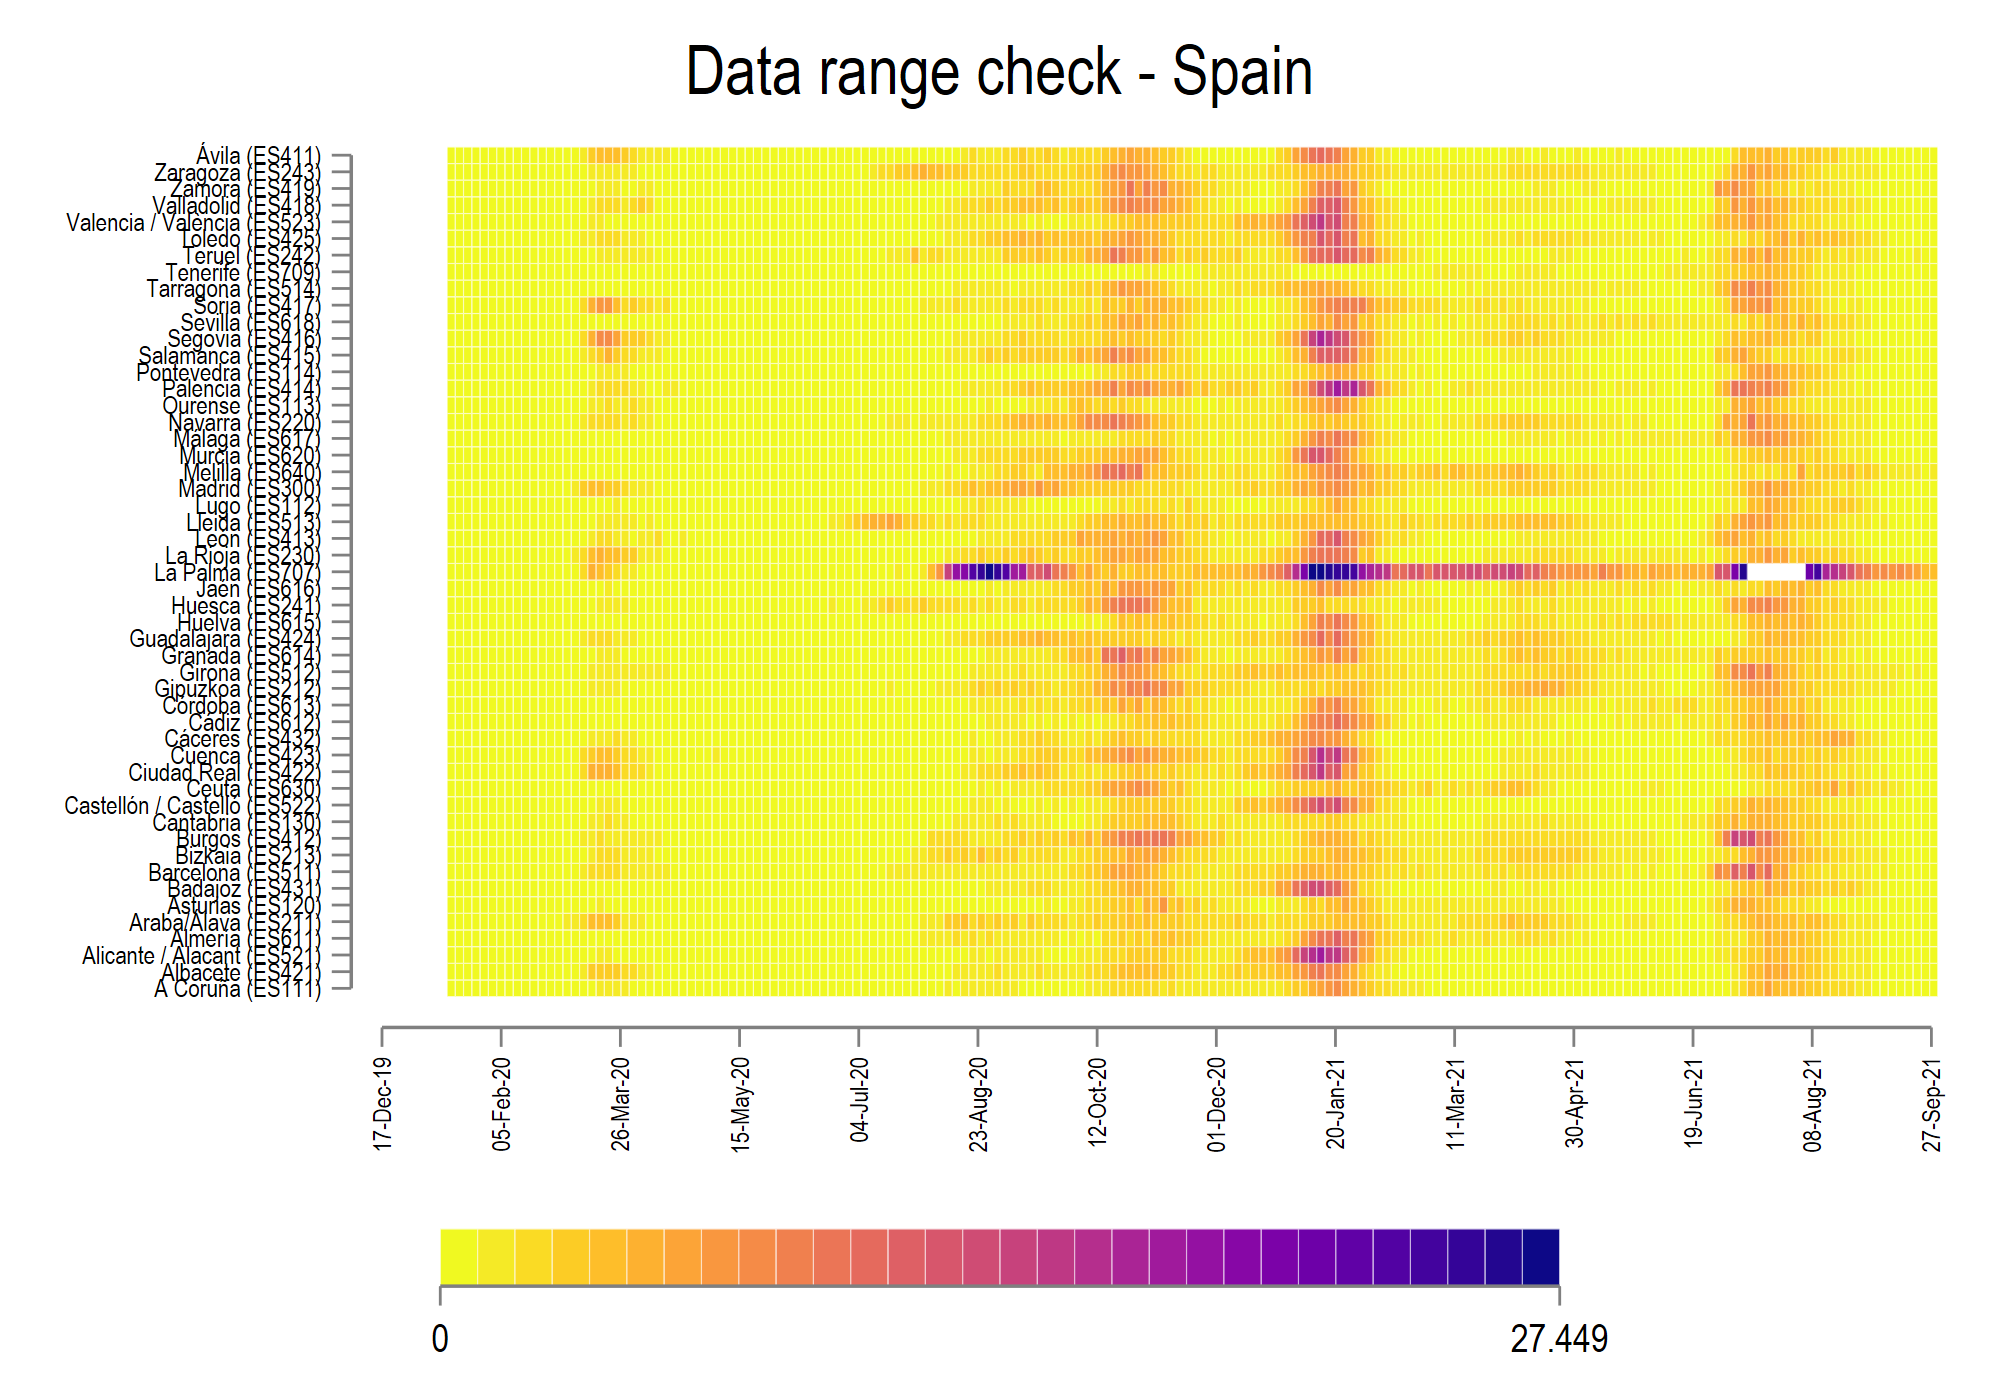 Data range check - Spain
Ávila (ES411)
Zaragoza (ES243)
Zamora (ES419)
Valladolid (ES418)
Valencia / València (ES523)
Toledo (ES425)
Teruel (ES242)
Tenerife (ES709)
Tarragona (ES514)
Soria (ES417)
Sevilla (ES618)
Segovia (ES416)
Salamanca (ES415)
Pontevedra (ES114)
Palencia (ES414)
Ourense (ES113)
Navarra (ES220)
Málaga (ES617)
Murcia (ES620)
Melilla (ES640)
Madrid (ES300)
Lugo (ES112)
Lleida (ES513)
León (ES413)
La Rioja (ES230)
La Palma (ES707)
Jaén (ES616)
Huesca (ES241)
Huelva (ES615)
Guadalajara (ES424)
Granada (ES614)
Girona (ES512)
Gipuzkoa (ES212)
Córdoba (ES613)
Cádiz (ES612)
Cáceres (ES432)
Cuenca (ES423)
Ciudad Real (ES422)
Ceuta (ES630)
Castellón / Castelló (ES522)
Cantabria (ES130)
Burgos (ES412)
Bizkaia (ES213)
Barcelona (ES511)
Badajoz (ES431)
Asturias (ES120)
Araba/Álava (ES211)
Almería (ES611)
Alicante / Alacant (ES521)
Albacete (ES421)
A Coruña (ES111)
17-Dec-19
05-Feb-20
26-Mar-20
15-May-20
04-Jul-20
23-Aug-20
12-Oct-20
01-Dec-20
20-Jan-21
11-Mar-21
30-Apr-21
19-Jun-21
08-Aug-21
27-Sep-21
0
27.449